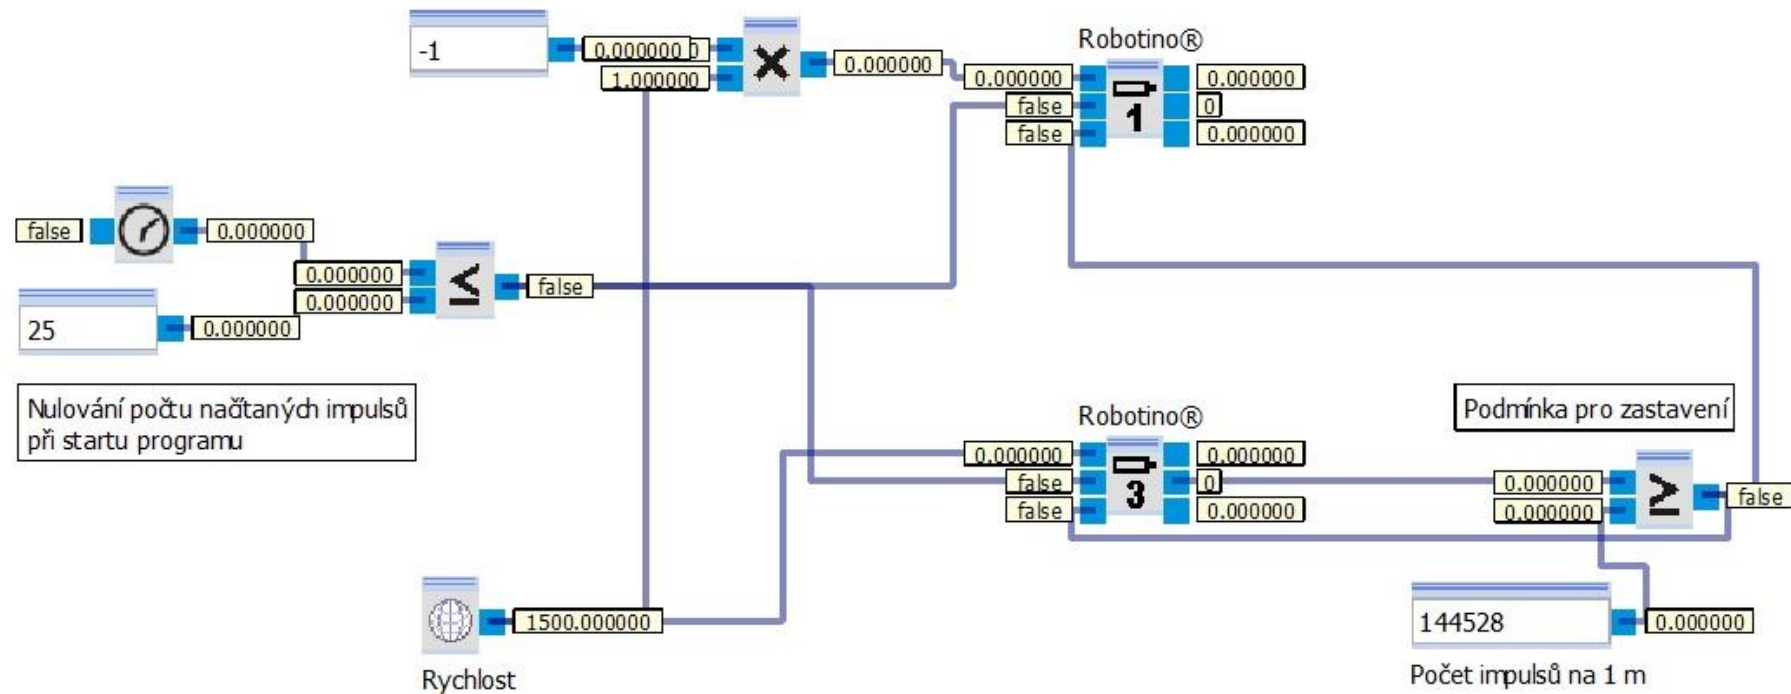 -1
0.000000
1.000000
0.000000
Robotino®
0.000000
false
false
1
0.000000
0
0.000000
false
0.000000
0.000000
0.000000
false
25
0.000000
Nulování počtu načítaných impulsů
při startu programu
Robotino®
0.000000
false
false
3
0.000000
0
0.000000
Podmínka pro zastavení
0.000000
0.000000
false
1500.000000
Rychlost
144528
0.000000
Počet impulsů na 1 m